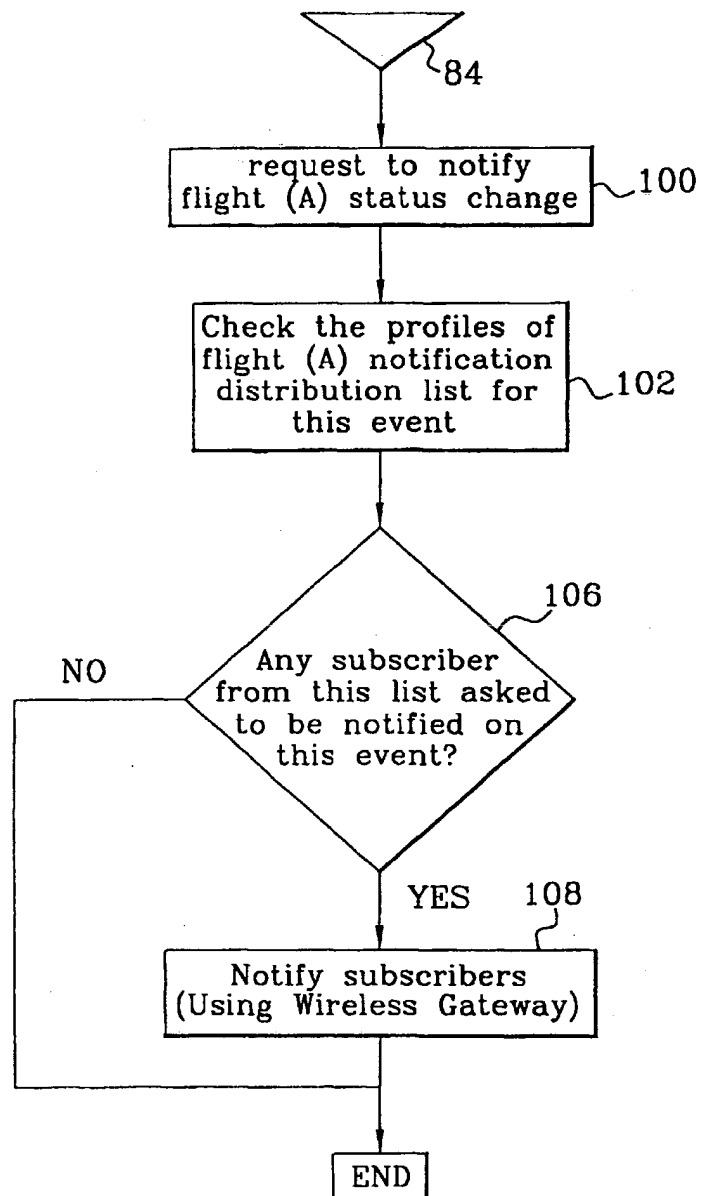 84
request to notify
flight (A) status change
100
Check the profiles of
flight (A) notification
distribution list for
this event
102
106
NO
Any subscriber
from this list asked
to be notified on
this event?
YES
108
Notify subscribers
(Using Wireless Gateway)
END